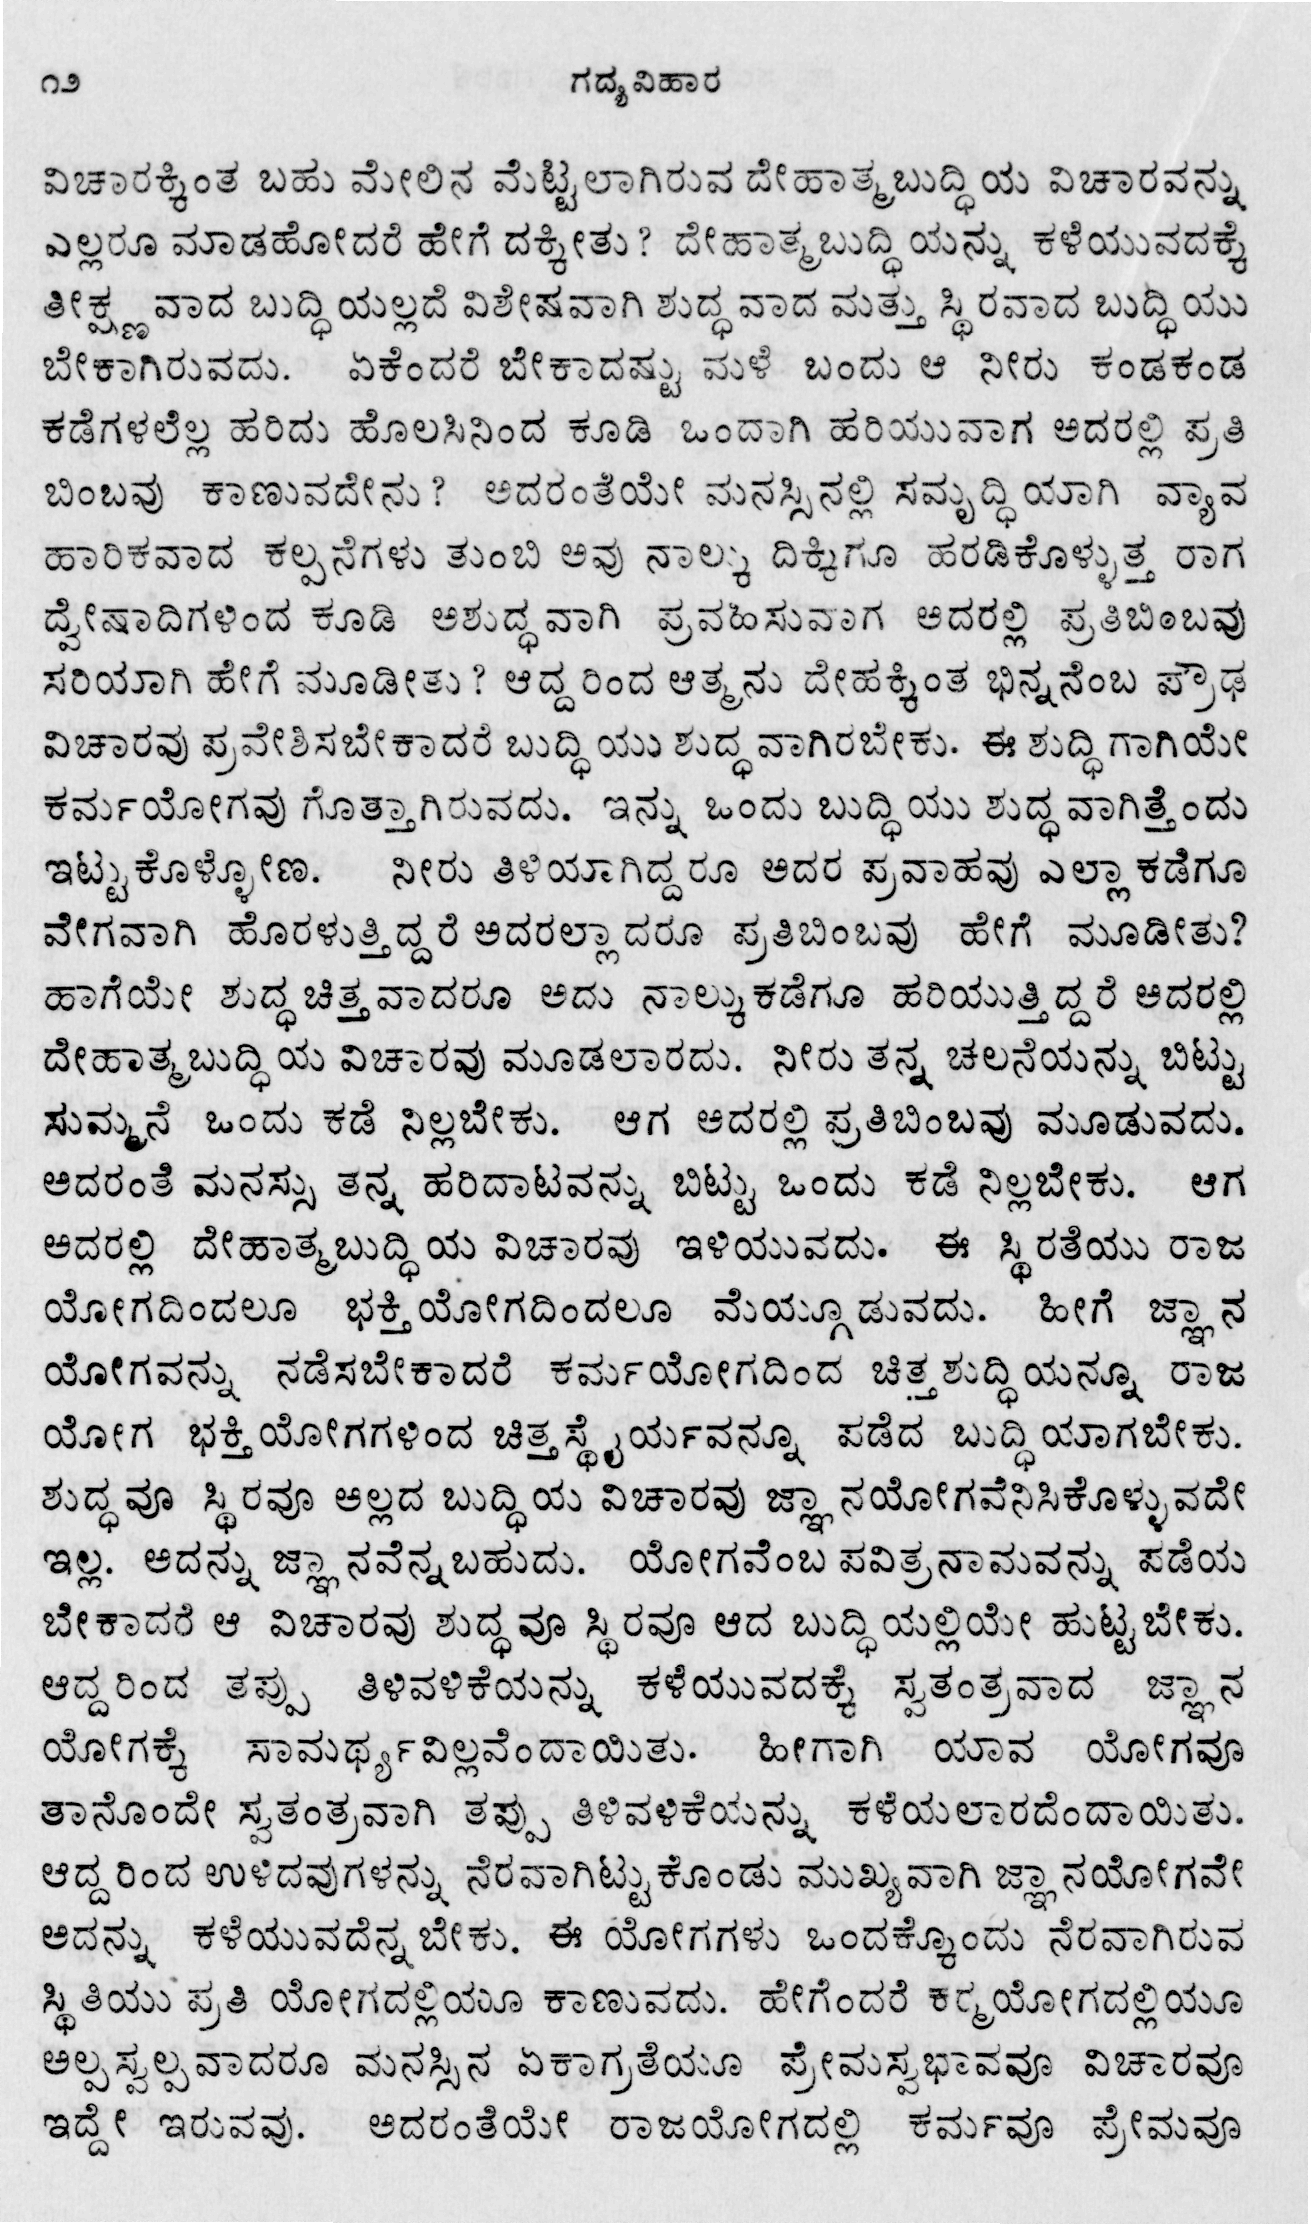 ೧೨ ಗದ್ಯವಿಹಾರ
ವಿಚಾರಕ್ಕಿಂತ ಬಹು ಮೇಲಿನ ಮೆಟ್ಟಿಲಾಗಿರುವ ದೇಹಾತ್ಮಬುದ್ಧಿಯ ವಿಚಾರವನ್ನು
ಎಲ್ಲರೂ ಮಾಡಹೋದರೆ ಹೇಗೆ ದಕ್ಕೀತು? ದೇಹಾತ್ಮಬುದ್ಧಿಯನ್ನು ಕಳೆಯುವದಕ್ಕೆ
ತೀಕ್ಷ್ಣವಾದ ಬುದ್ಧಿಯಲ್ಲದೆ ವಿಶೇಷವಾಗಿ ಶುದ್ಧವಾದ ಮತ್ತು ಸ್ಥಿರವಾದ ಬುದ್ಧಿಯು
ಬೇಕಾಗಿರುವದು. ಏಕೆಂದರೆ ಬೇಕಾದಷ್ಟು ಮಳೆ ಬಂದು ಆ ನೀರು ಕಂಡಕಂಡ
ಕಡೆಗಳಲೆಲ್ಲ ಹರಿದು ಹೊಲಸಿನಿಂದ ಕೂಡಿ ಒಂದಾಗಿ ಹರಿಯುವಾಗ ಅದರಲ್ಲಿ ಪ್ರತಿ
ಬಿಂಬವು ಕಾಣುವದೇನು? ಅದರಂತೆಯೇ ಮನಸ್ಸಿನಲ್ಲಿ ಸಮೃದ್ಧಿಯಾಗಿ ವ್ಯಾವ
ಹಾರಿಕವಾದ ಕಲ್ಪನೆಗಳು ತುಂಬಿ ಅವು ನಾಲ್ಕು ದಿಕ್ಕಿಗೂ ಹರಡಿಕೊಳ್ಳುತ್ತ ರಾಗ
ದ್ವೇಷಾದಿಗಳಿಂದ ಕೂಡಿ ಅಶುದ್ಧವಾಗಿ ಪ್ರವಹಿಸುವಾಗ ಅದರಲ್ಲಿ ಪ್ರತಿಬಿಂಬವು
ಸರಿಯಾಗಿ ಹೇಗೆ ಮೂಡೀತು? ಆದ್ದರಿಂದ ಆತ್ಮನು ದೇಹಕ್ಕಿಂತ ಭಿನ್ನನೆಂಬ ಪ್ರೌಢ
ವಿಚಾರವು ಪ್ರವೇಶಿಸಬೇಕಾದರೆ ಬುದ್ಧಿಯು ಶುದ್ಧವಾಗಿರಬೇಕು. ಈ ಶುದ್ಧಿಗಾಗಿಯೇ
ಕರ್ಮಯೋಗವು ಗೊತ್ತಾಗಿರುವದು. ಇನ್ನು ಒಂದು ಬುದ್ಧಿಯು ಶುದ್ಧವಾಗಿತ್ತೆಂದು
ಇಟ್ಟುಕೊಳ್ಳೋಣ. ನೀರು ತಿಳಿಯಾಗಿದ್ದರೂ ಅದರ ಪ್ರವಾಹವು ಎಲ್ಲಾ ಕಡೆಗೂ
ವೇಗವಾಗಿ ಹೊರಳುತ್ತಿದ್ದರೆ ಅದರಲ್ಲಾದರೂ ಪ್ರತಿಬಿಂಬವು ಹೇಗೆ ಮೂಡೀತು?
ಹಾಗೆಯೇ ಶುದ್ಧಚಿತ್ತವಾದರೂ ಅದು ನಾಲ್ಕುಕಡೆಗೂ ಹರಿಯುತ್ತಿದ್ದರೆ ಅದರಲ್ಲಿ
ದೇಹಾತ್ಮಬುದ್ಧಿಯ ವಿಚಾರವು ಮೂಡಲಾರದು. ನೀರು ತನ್ನ ಚಲನೆಯನ್ನು ಬಿಟ್ಟು
ಸುಮ್ಮನೆ ಒಂದು ಕಡೆ ನಿಲ್ಲಬೇಕು. ಆಗ ಅದರಲ್ಲಿ ಪ್ರತಿಬಿಂಬವು ಮೂಡುವದು.
ಅದರಂತೆ ಮನಸ್ಸು ತನ್ನ ಹರಿದಾಟವನ್ನು ಬಿಟ್ಟು ಒಂದು ಕಡೆ ನಿಲ್ಲಬೇಕು. ಆಗ
ಅದರಲ್ಲಿ ದೇಹಾತ್ಮಬುದ್ಧಿಯ ವಿಚಾರವು ಇಳಿಯುವದು. ಈ ಸ್ಥಿರತೆಯು ರಾಜ
ಯೋಗದಿಂದಲೂ ಭಕ್ತಿಯೋಗದಿಂದಲೂ ಮೆಯ್ಗೂಡುವದು. ಹೀಗೆ ಜ್ಞಾನ
ಯೋಗವನ್ನು ನಡೆಸಬೇಕಾದರೆ ಕರ್ಮಯೋಗದಿಂದ ಚಿತ್ತಶುದ್ಧಿಯನ್ನೂ ರಾಜ
ಯೋಗ ಭಕ್ತಿಯೋಗಗಳಿಂದ ಚಿತ್ತಸ್ಥೈರ್ಯವನ್ನೂ ಪಡೆದ ಬುದ್ಧಿಯಾಗಬೇಕು.
ಶುದ್ಧವೂ ಸ್ಥಿರವೂ ಅಲ್ಲದ ಬುದ್ಧಿಯ ವಿಚಾರವು ಜ್ಞಾನಯೋಗವೆನಿಸಿಕೊಳ್ಳುವದೇ
ಇಲ್ಲ. ಅದನ್ನು ಜ್ಞಾನವೆನ್ನಬಹುದು. ಯೋಗವೆಂಬ ಪವಿತ್ರನಾಮವನ್ನು ಪಡೆಯ
ಬೇಕಾದರೆ ಆ ವಿಚಾರವು ಶುದ್ಧವೂ ಸ್ಥಿರವೂ ಆದ ಬುದ್ಧಿಯಲ್ಲಿಯೇ ಹುಟ್ಟಬೇಕು.
ಆದ್ದರಿಂದ ತಪ್ಪು ತಿಳಿವಳಿಕೆಯನ್ನು ಕಳೆಯುವದಕ್ಕೆ ಸ್ವತಂತ್ರವಾದ ಜ್ಞಾನ
ಯೋಗಕ್ಕೆ ಸಾಮರ್ಥ್ಯವಿಲ್ಲವೆಂದಾಯಿತು. ಹೀಗಾಗಿ ಯಾವ ಯೋಗವೂ
ತಾನೊಂದೇ ಸ್ವತಂತ್ರವಾಗಿ ತಪ್ಪು ತಿಳಿವಳಿಕೆಯನ್ನು ಕಳೆಯಲಾರದೆಂದಾಯಿತು.
ಆದ್ದರಿಂದ ಉಳಿದವುಗಳನ್ನು ನೆರವಾಗಿಟ್ಟುಕೊಂಡು ಮುಖ್ಯವಾಗಿ ಜ್ಞಾನಯೋಗವೇ
ಅದನ್ನು ಕಳೆಯುವದೆನ್ನಬೇಕು. ಈ ಯೋಗಗಳು ಒಂದಕ್ಕೊಂದು ನೆರವಾಗಿರುವ
ಸ್ಥಿತಿಯು ಪ್ರತಿ ಯೋಗದಲ್ಲಿಯೂ ಕಾಣುವದು. ಹೇಗೆಂದರೆ ಕರ‍್ಮಯೋಗದಲ್ಲಿಯೂ
ಅಲ್ಪಸ್ವಲ್ಪವಾದರೂ ಮನಸ್ಸಿನ ಏಕಾಗ್ರತೆಯೂ ಪ್ರೇಮಸ್ವಭಾವವೂ ವಿಚಾರವೂ
ಇದ್ದೇ ಇರುವವು. ಅದರಂತೆಯೇ ರಾಜಯೋಗದಲ್ಲಿ ಕರ್ಮವೂ ಪ್ರೇಮವೂ